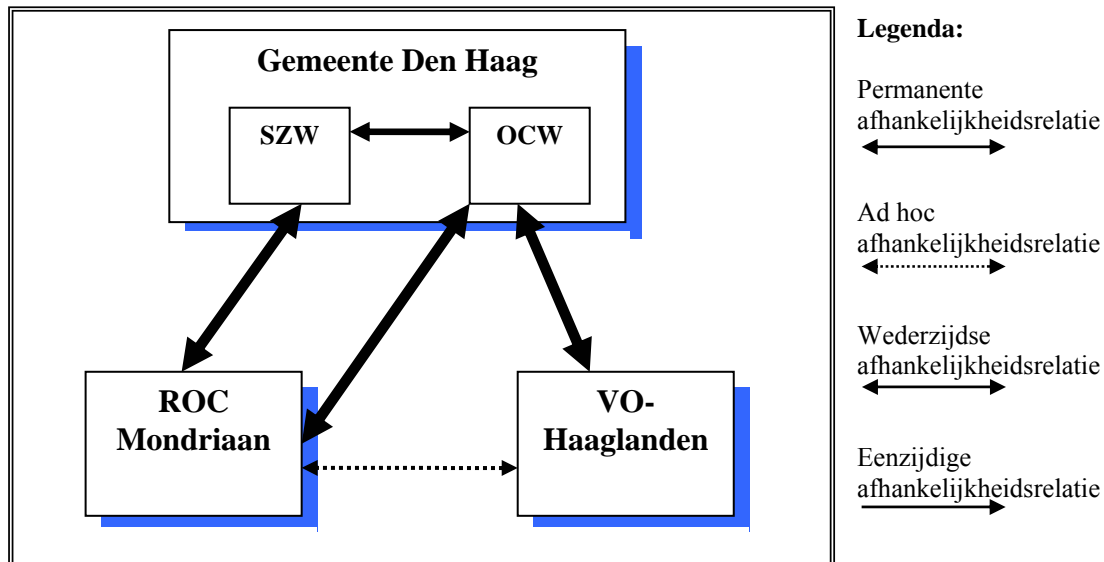 Gemeente Den Haag
SZW
OCW
ROC
Mondriaan
VO-
Haaglanden
Legenda:
Permanente
afhankelijkheidsrelatie
Ad hoc
afhankelijkheidsrelatie
Wederzijdse
afhankelijkheidsrelatie
Eenzijdige
afhankelijkheidsrelatie